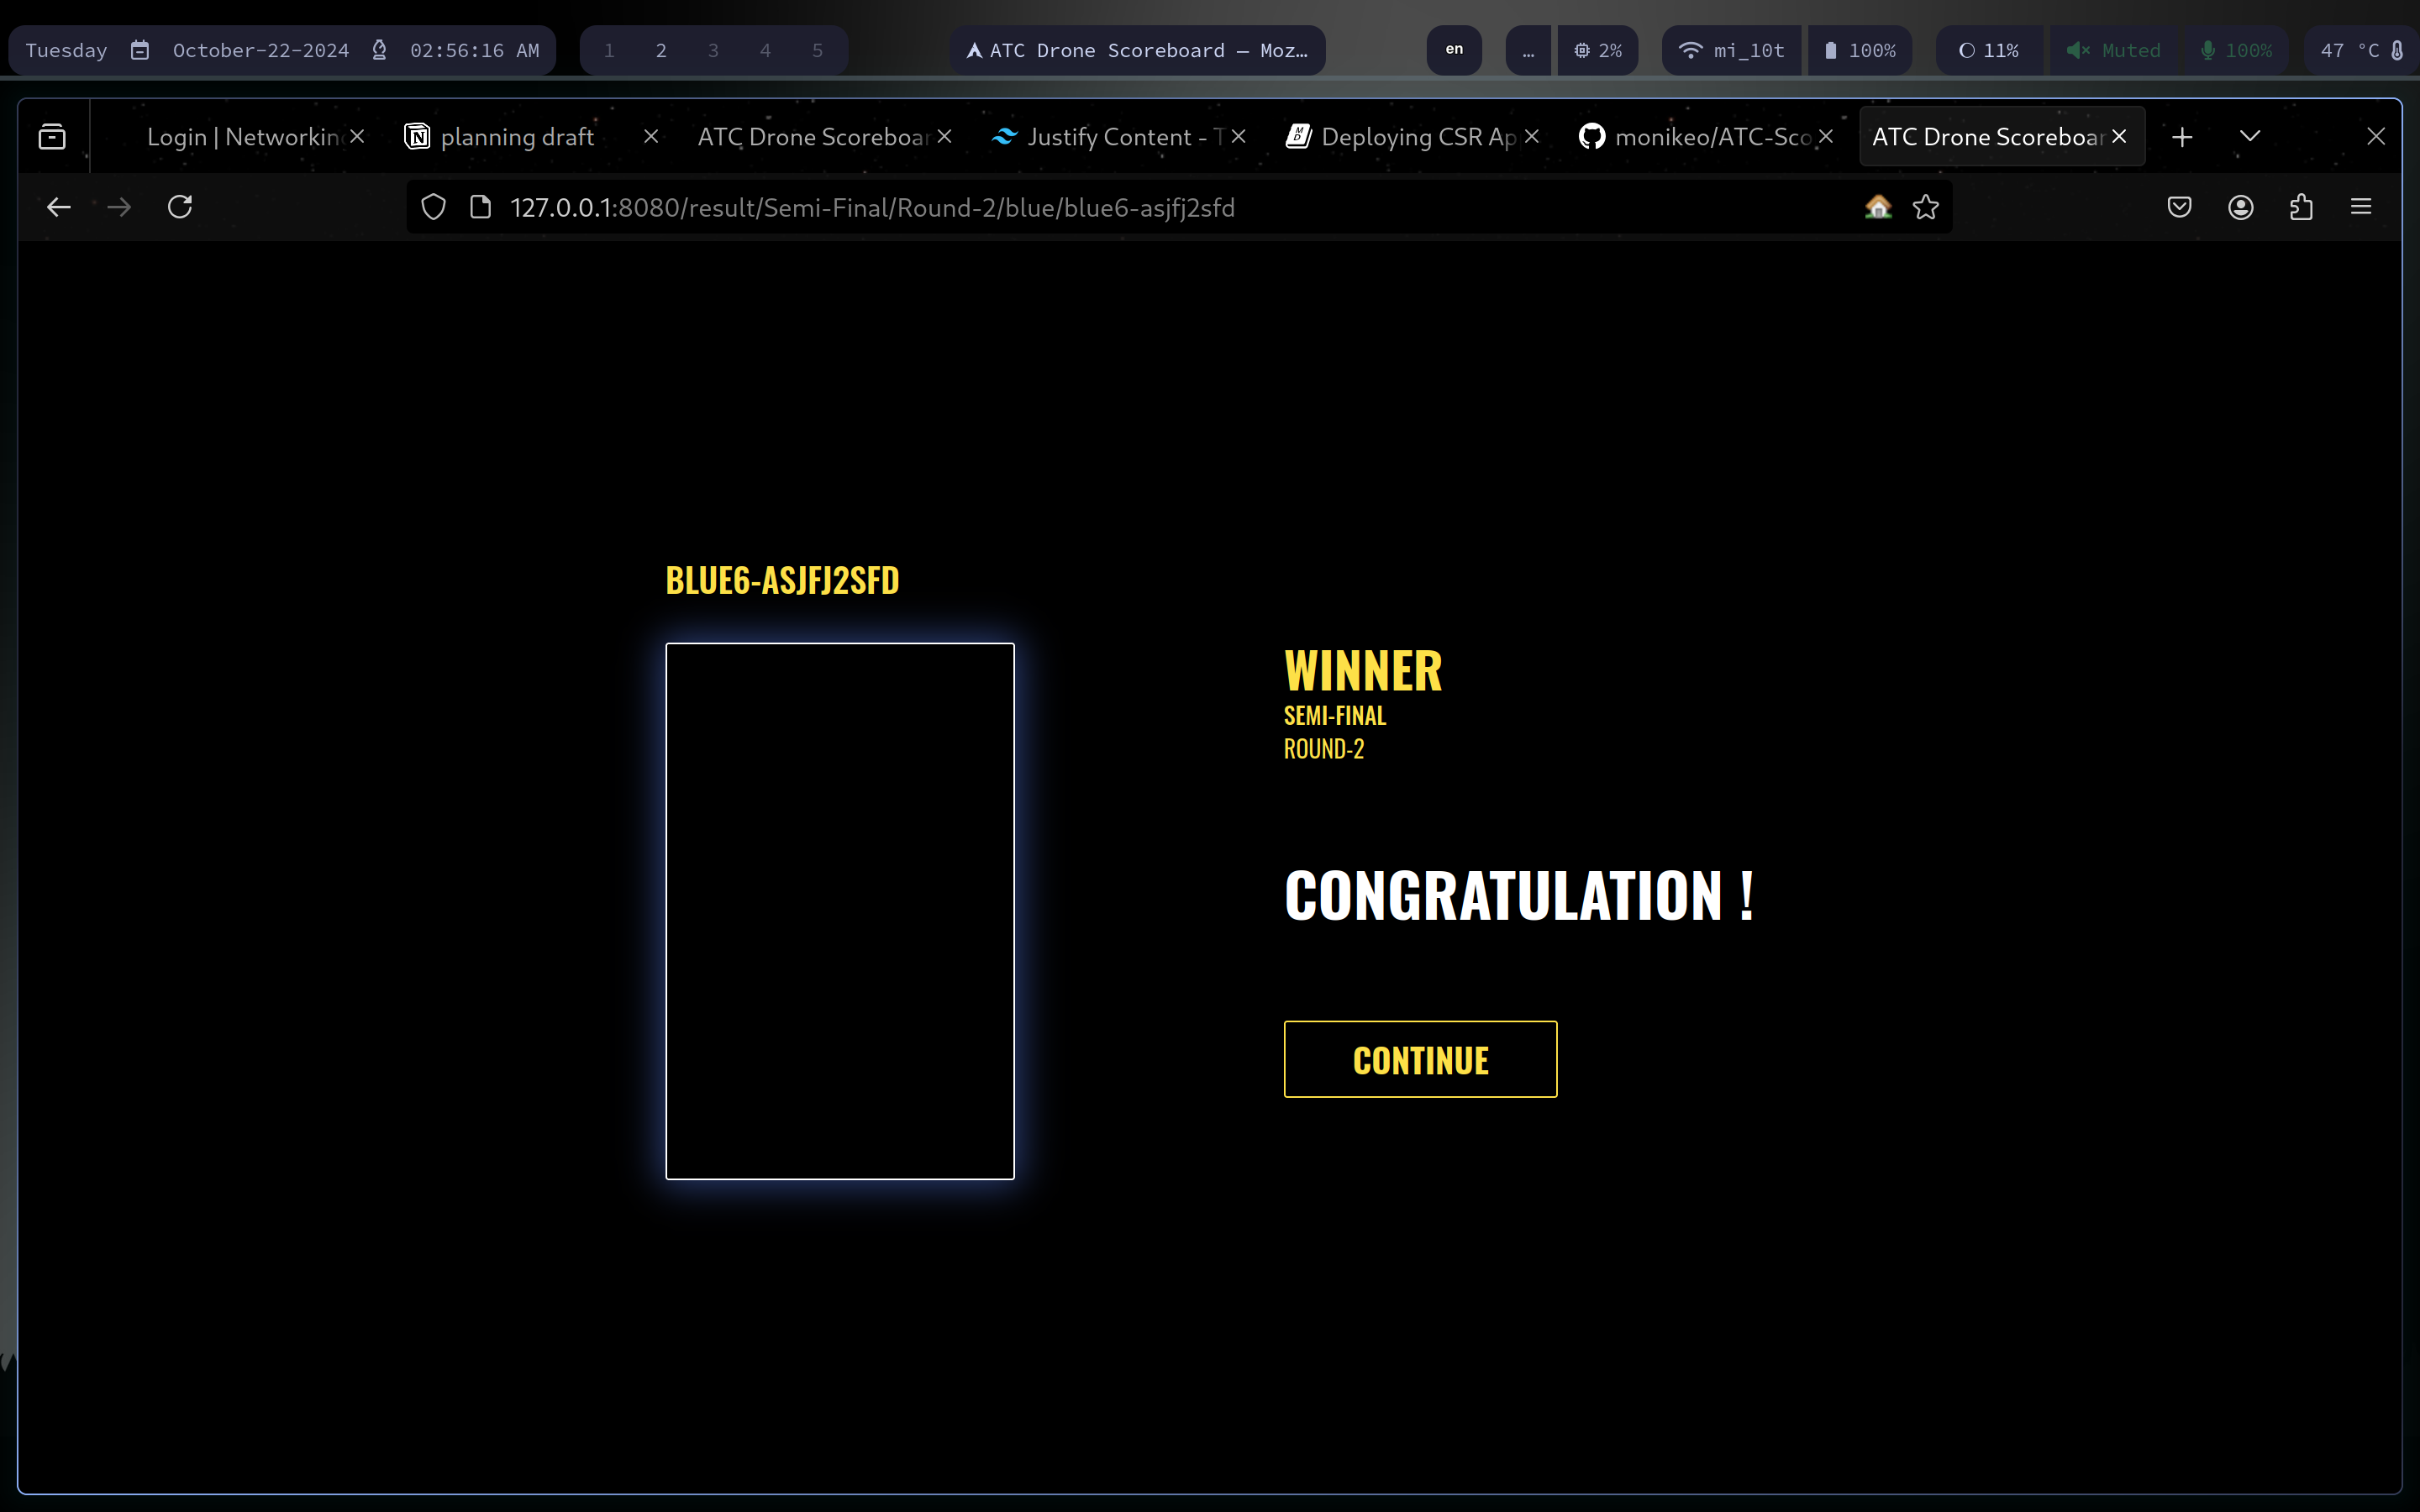 Tuesday October-22-2024 02:56:16 AM
1 2 3 4 5
ATC Drone Scoreboard — Moz…
en
…
2%
mi_10t
100%
11%
Muted
100%
47 °C
Login | Networkin
planning draft
ATC Drone Scoreboar
Justify Content - T
Deploying CSR Ap
monikeo/ATC-Sco
ATC Drone Scoreboar
127.0.0.1:8080/result/Semi-Final/Round-2/blue/blue6-asjfj2sfd
BLUE6-ASJFJ2SFD
WINNER
SEMI-FINAL
ROUND-2
CONGRATULATION !
CONTINUE